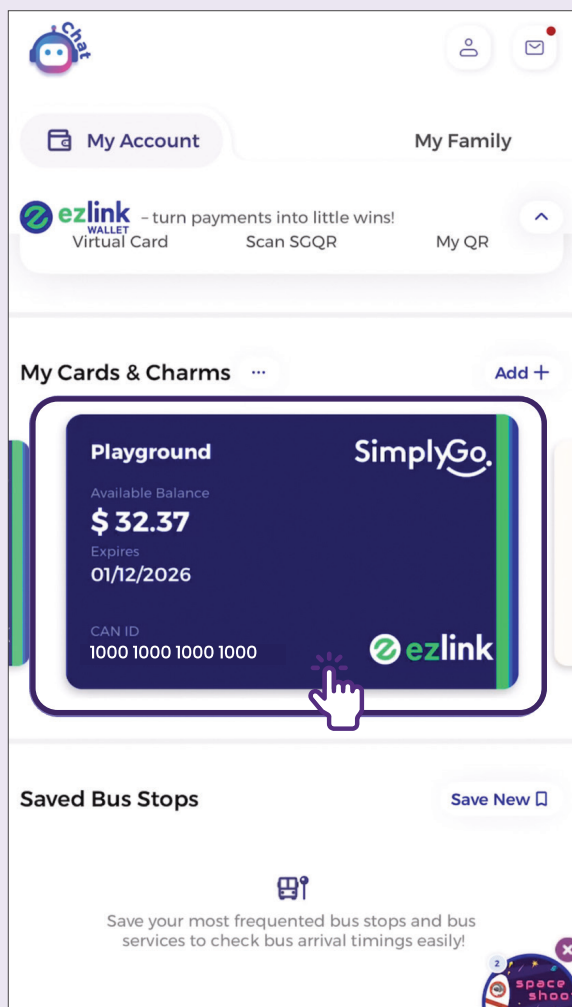 Chat
My Account
My Family
ezlink
WALLET
– turn payments into little wins!
Virtual Card
Scan SGQR
My QR
My Cards & Charms ...
Add +
Playground
SimplyGo.
Available Balance
$ 32.37
Expires
01/12/2026
CAN ID
1000 1000 1000 1000
ezlink
Saved Bus Stops
Save New
Save your most frequented bus stops and bus
services to check bus arrival timings easily!
2
space